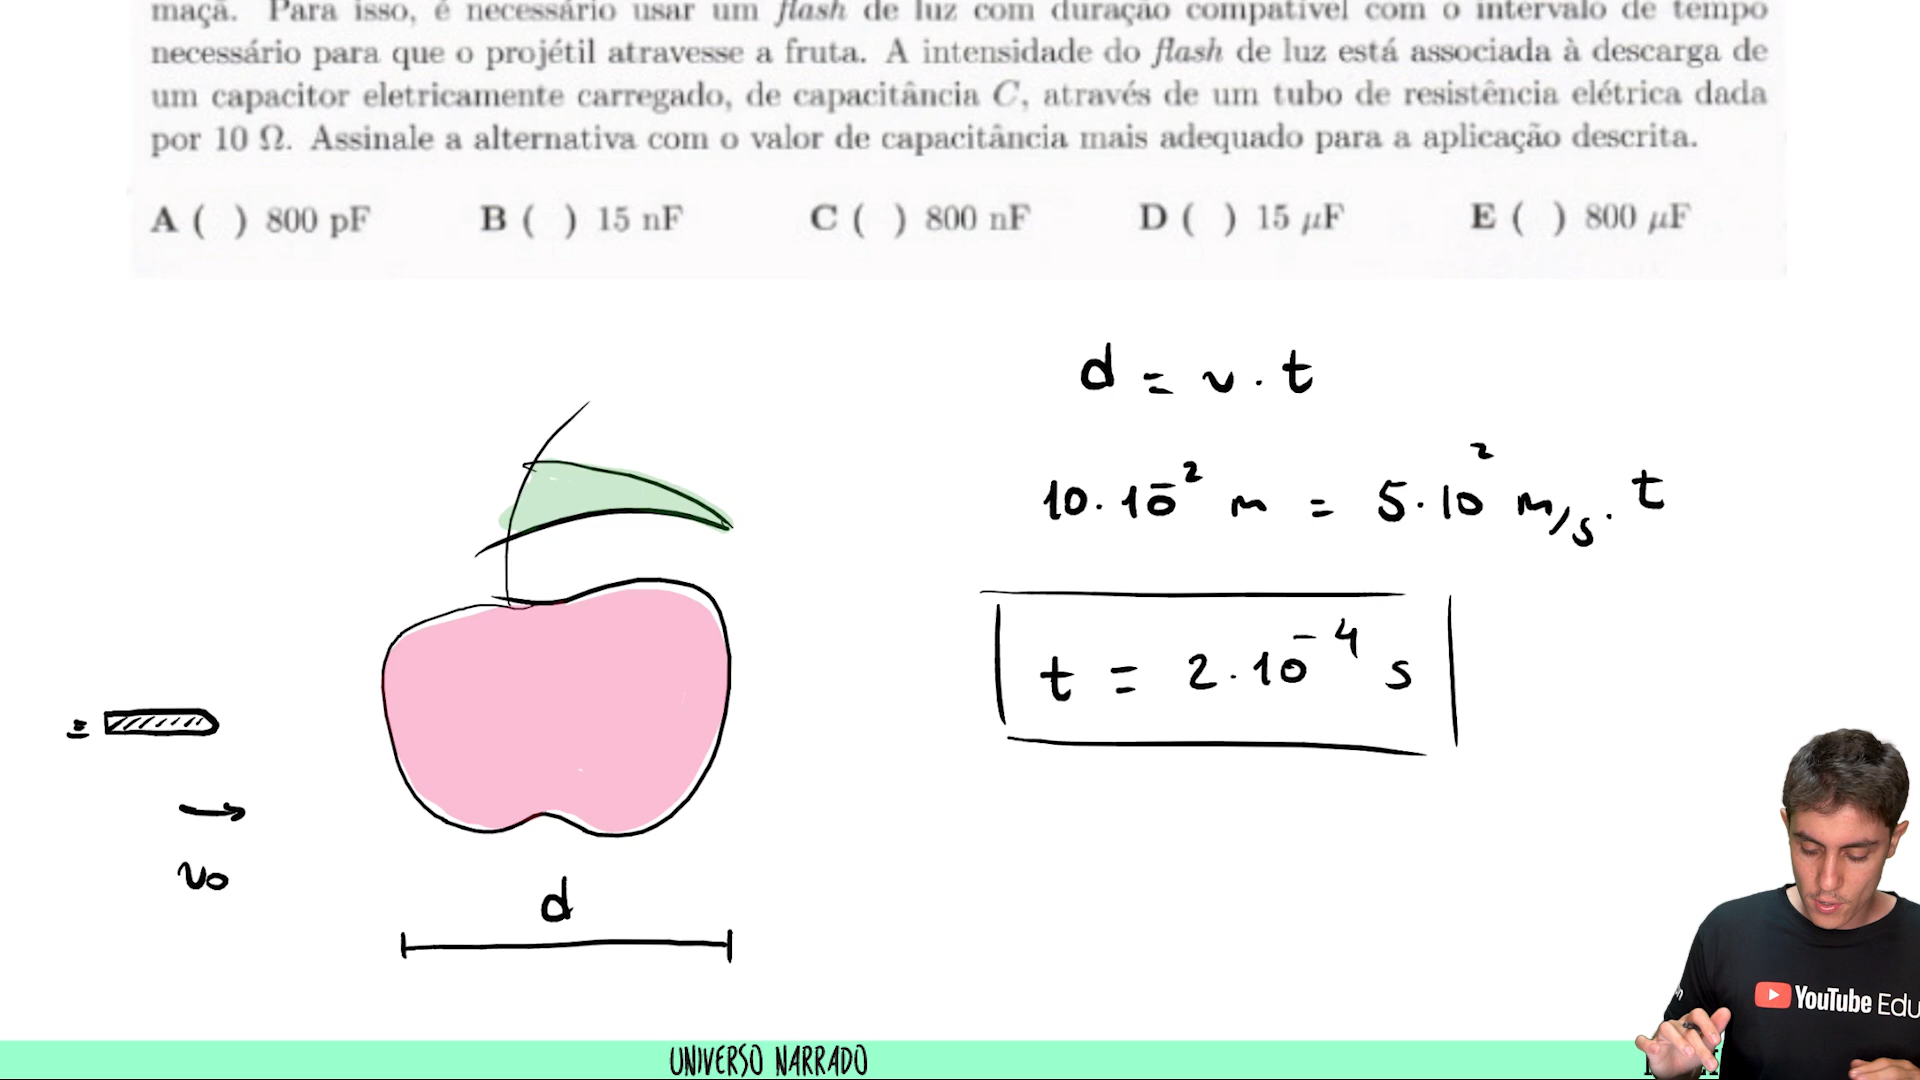 maçã. Para isso, é necessário usar um flash de luz com duração compatível com o intervalo de tempo
necessário para que o projétil atravesse a fruta. A intensidade do flash de luz está associada à descarga de
um capacitor eletricamente carregado, de capacitância C, através de um tubo de resistência elétrica dada
por 10 Ω. Assinale a alternativa com o valor de capacitância mais adequado para a aplicação descrita.
A ( ) 800 pF B ( ) 15 nF C ( ) 800 nF D ( ) 15 μF E ( ) 800 μF
d = v . t
10 . 10⁻² m = 5 . 10² m/s . t
t = 2 . 10⁻⁴ s
v₀
d
YouTube Edu
UNIVERSO NARRADO